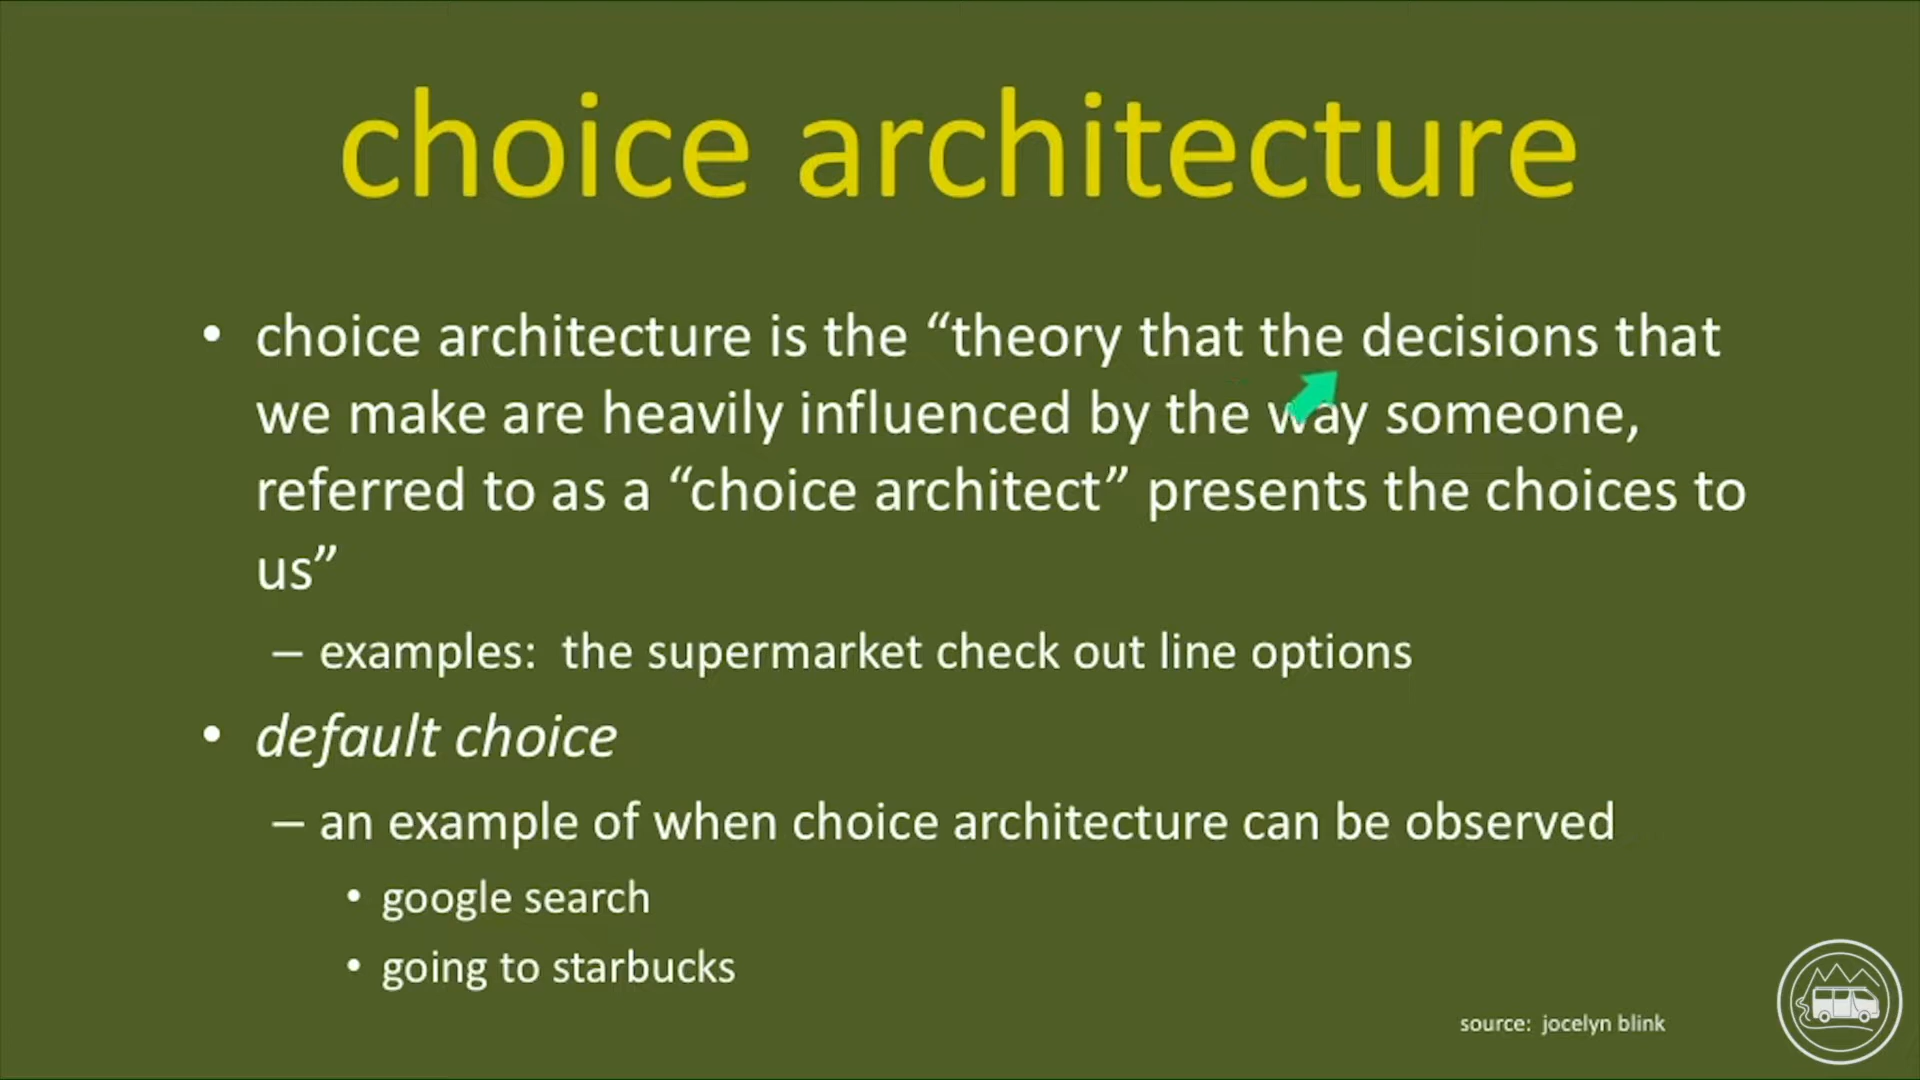 choice architecture
• choice architecture is the “theory that the decisions that
we make are heavily influenced by the way someone,
referred to as a “choice architect” presents the choices to
us”
– examples:  the supermarket check out line options
• default choice
– an example of when choice architecture can be observed
• google search
• going to starbucks
source:  jocelyn blink